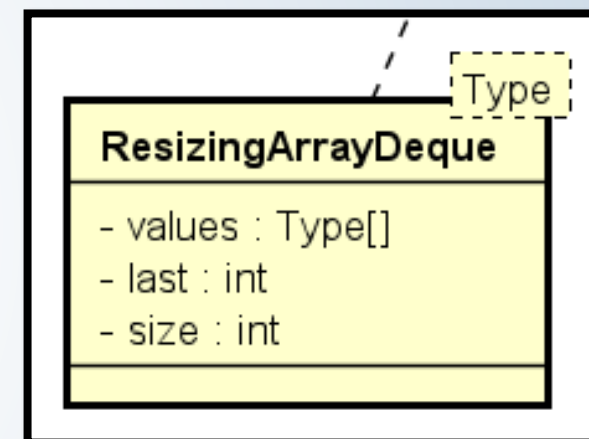 Type
ResizingArrayDeque
- values : Type[]
- last : int
- size : int